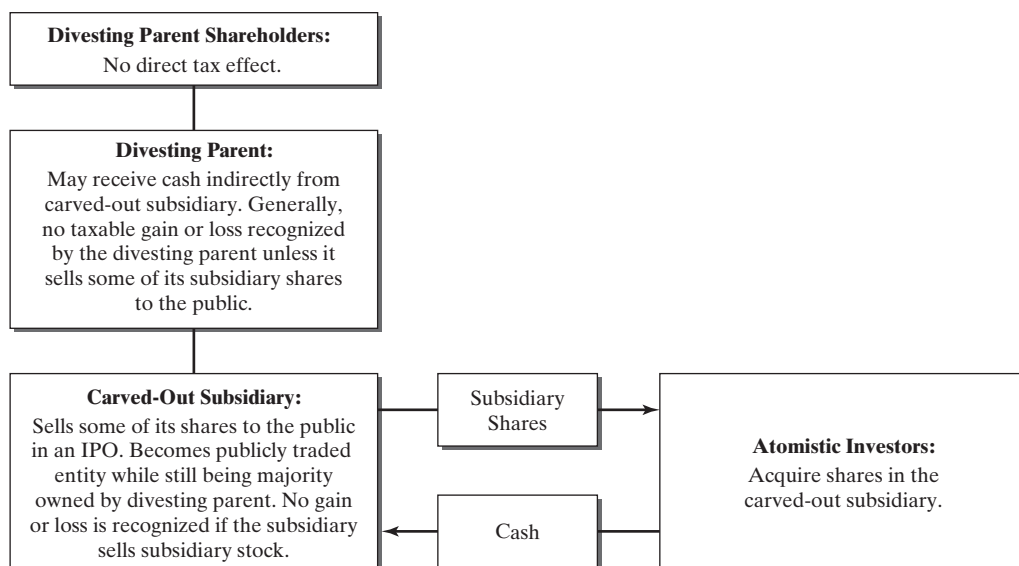 Divesting Parent Shareholders:
No direct tax effect.
Divesting Parent:
May receive cash indirectly from
carved-out subsidiary. Generally,
no taxable gain or loss recognized
by the divesting parent unless it
sells some of its subsidiary shares
to the public.
Carved-Out Subsidiary:
Sells some of its shares to the public
in an IPO. Becomes publicly traded
entity while still being majority
owned by divesting parent. No gain
or loss is recognized if the subsidiary
sells subsidiary stock.
Subsidiary
Shares
Cash
Atomistic Investors:
Acquire shares in the
carved-out subsidiary.